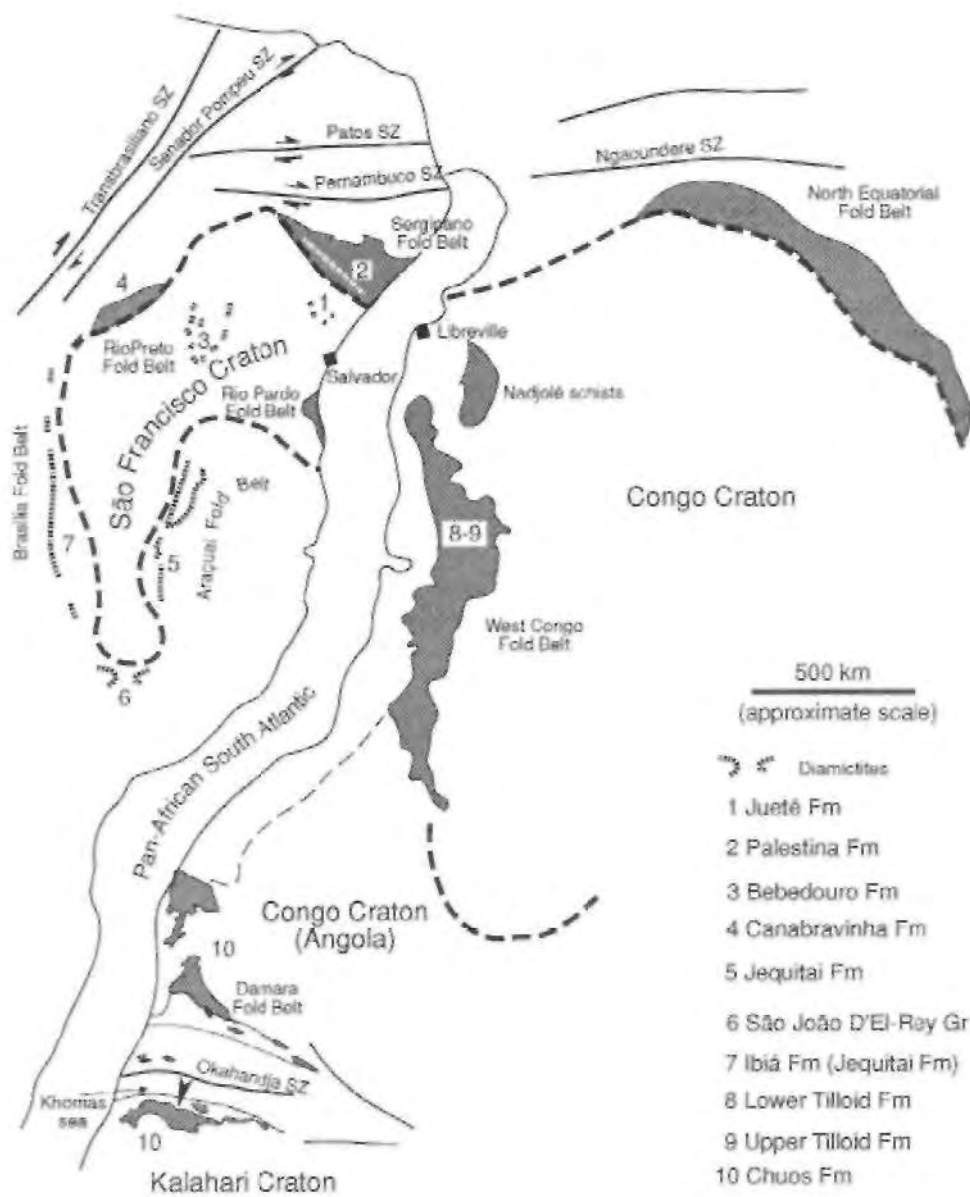 Transbrasiliano SZ
Senador Pompeu SZ
Patos SZ
Pernambuco SZ
Ngaoundere SZ
North Equatorial
Fold Belt
Sergipano
Fold Belt
2
4
1
3
RioPreto
Fold Belt
São Francisco Craton
Salvador
Libreville
Nadjolé schists
Rio Pardo
Fold Belt
Brasília Fold Belt
7
5
Araçuaí Fold Belt
6
Congo Craton
8-9
West Congo
Fold Belt
Pan-African South Atlantic
500 km
(approximate scale)
Diamictites
1 Juetê Fm
2 Palestina Fm
3 Bebedouro Fm
4 Canabravinha Fm
5 Jequitai Fm
6 São João D'El-Rey Gr
7 Ibiá Fm (Jequitai Fm)
8 Lower Tilloid Fm
9 Upper Tilloid Fm
10 Chuos Fm
Congo Craton
(Angola)
10
Damara
Fold Belt
Okahandja SZ
Khomas
sea
10
Kalahari Craton